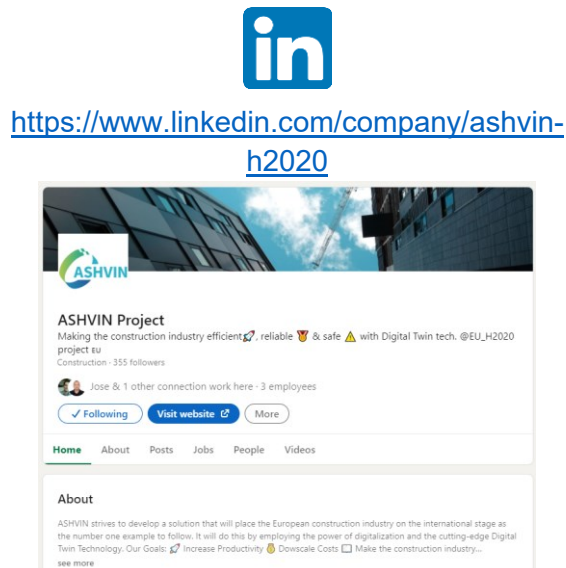 in
https://www.linkedin.com/company/ashvin-
h2020
ASHVIN
ASHVIN Project
Making the construction industry efficient🚀, reliable 🏅 & safe ⚠ with Digital Twin tech. @EU_H2020
project EU
Construction · 355 followers
Jose & 1 other connection work here · 3 employees
✓ Following Visit website More
Home About Posts Jobs People Videos
About
ASHVIN strives to develop a solution that will place the European construction industry on the international stage as
the number one example to follow. It will do this by employing the power of digitalization and the cutting-edge Digital
Twin Technology. Our Goals: 🚀 Increase Productivity 💰 Dowscale Costs ☐ Make the construction industry...
see more